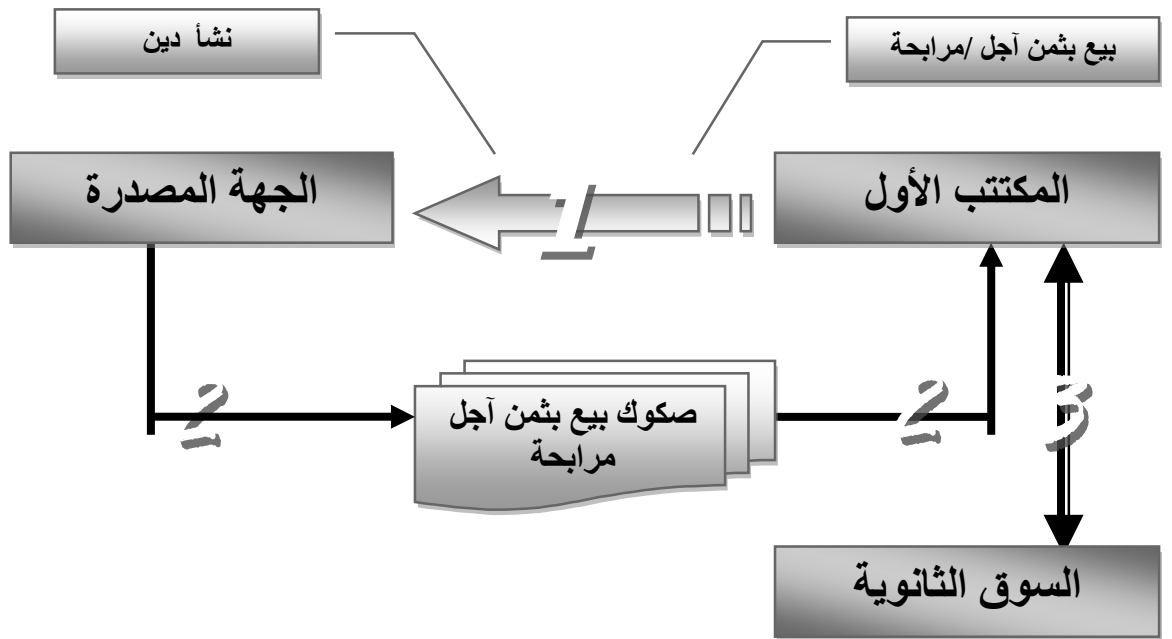 بيع بثمن آجل /مرابحة
نشأ دين
المكتتب الأول
1
الجهة المصدرة
2
صكوك بيع بثمن آجل
مرابحة
2
3
السوق الثانوية